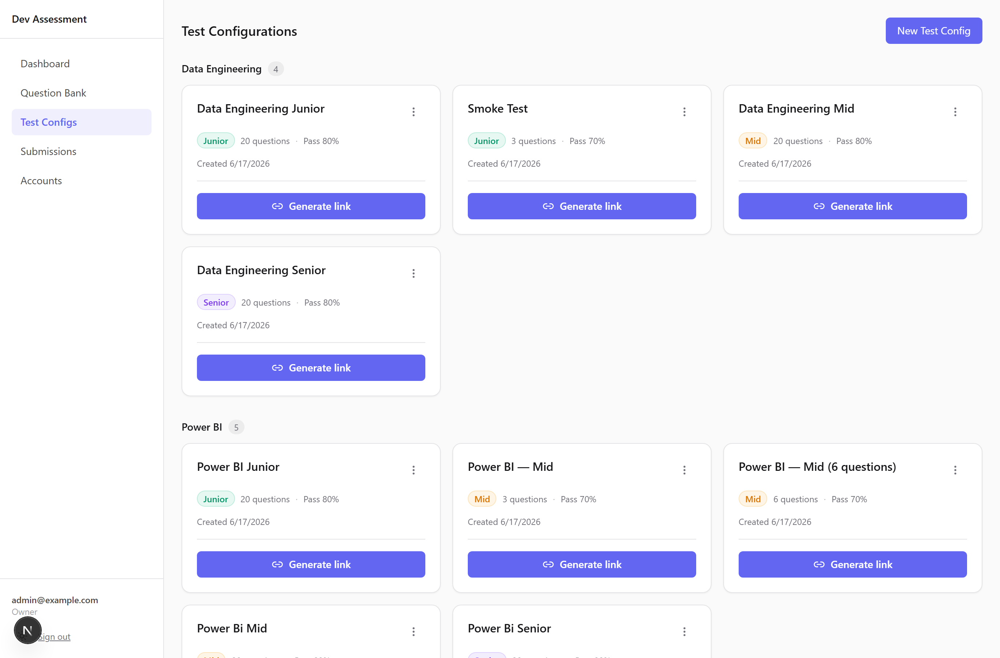 Dev Assessment
Dashboard
Question Bank
Test Configs
Submissions
Accounts
admin@example.com
Owner
N
Sign out
Test Configurations
New Test Config
Data Engineering 4
Data Engineering Junior
Junior 20 questions · Pass 80%
Created 6/17/2026
Generate link
Smoke Test
Junior 3 questions · Pass 70%
Created 6/17/2026
Generate link
Data Engineering Mid
Mid 20 questions · Pass 80%
Created 6/17/2026
Generate link
Data Engineering Senior
Senior 20 questions · Pass 80%
Created 6/17/2026
Generate link
Power BI 5
Power BI Junior
Junior 20 questions · Pass 80%
Created 6/17/2026
Generate link
Power BI — Mid
Mid 3 questions · Pass 70%
Created 6/17/2026
Generate link
Power BI — Mid (6 questions)
Mid 6 questions · Pass 70%
Created 6/17/2026
Generate link
Power Bi Mid
Power Bi Senior